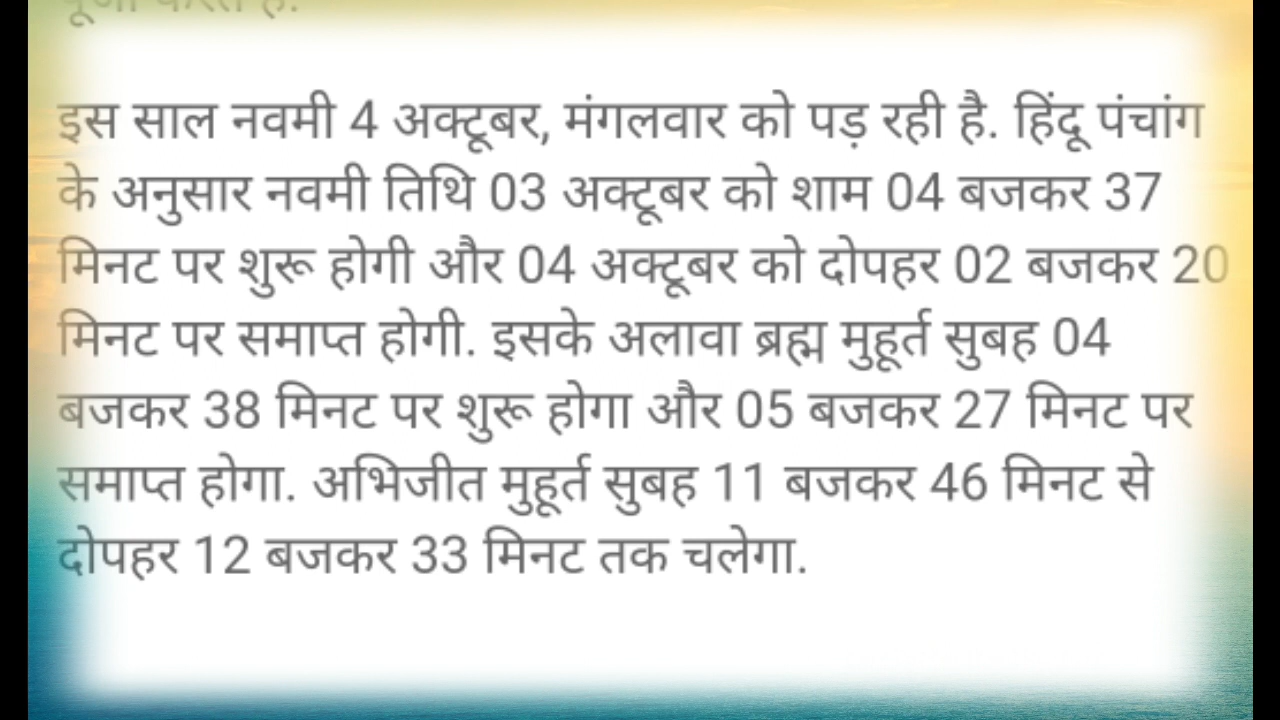 इस साल नवमी 4 अक्टूबर, मंगलवार को पड़ रही है. हिंदू पंचांग
के अनुसार नवमी तिथि 03 अक्टूबर को शाम 04 बजकर 37
मिनट पर शुरू होगी और 04 अक्टूबर को दोपहर 02 बजकर 20
मिनट पर समाप्त होगी. इसके अलावा ब्रह्म मुहूर्त सुबह 04
बजकर 38 मिनट पर शुरू होगा और 05 बजकर 27 मिनट पर
समाप्त होगा. अभिजीत मुहूर्त सुबह 11 बजकर 46 मिनट से
दोपहर 12 बजकर 33 मिनट तक चलेगा.